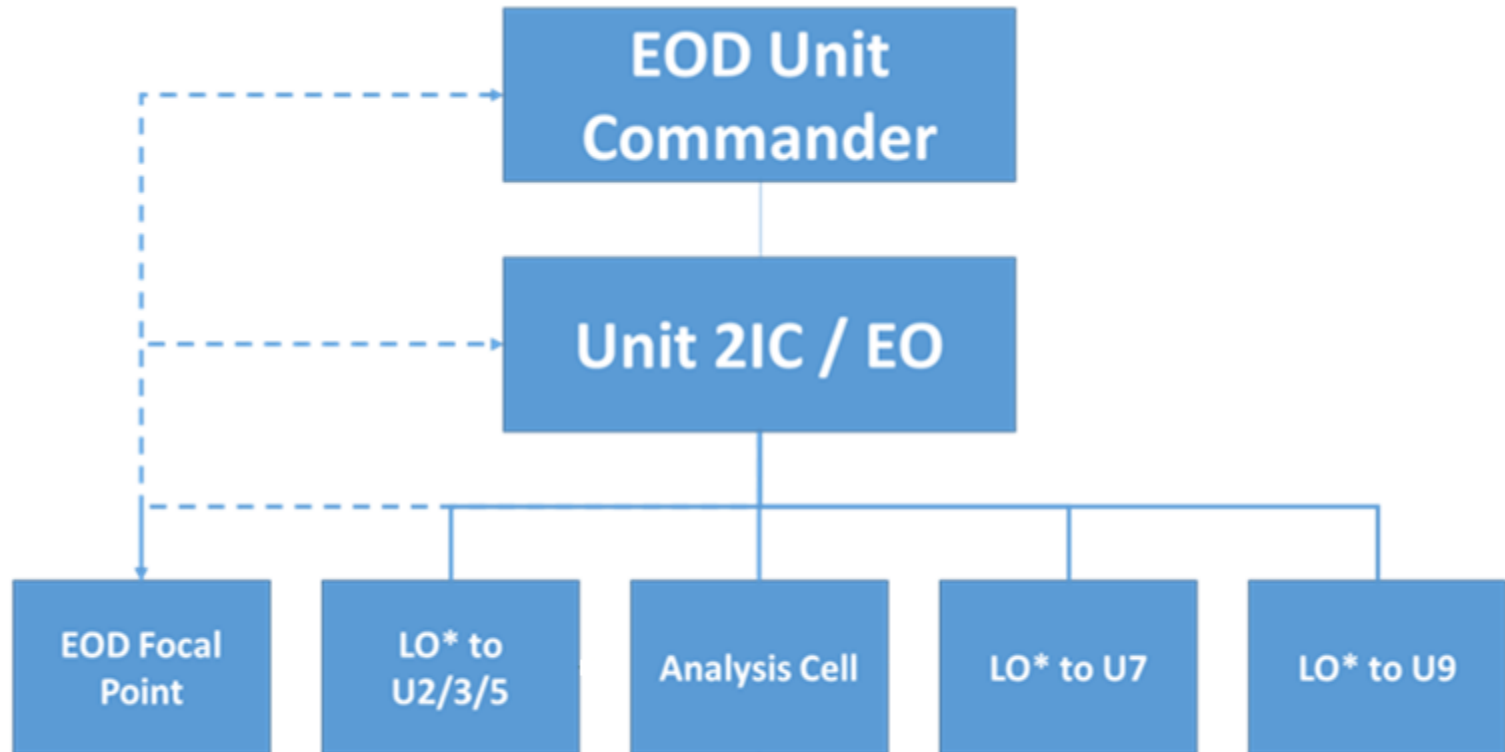 EOD Unit
Commander
Unit 2IC / EO
EOD Focal
Point
LO* to
U2/3/5
Analysis Cell
LO* to U7
LO* to U9